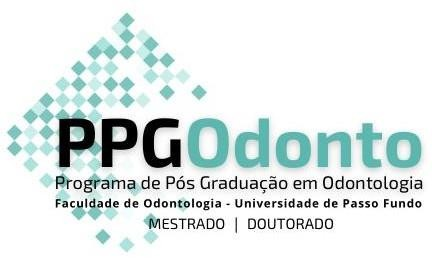 PPGOdonto
Programa de Pós Graduação em Odontologia
Faculdade de Odontologia - Universidade de Passo Fundo
MESTRADO | DOUTORADO